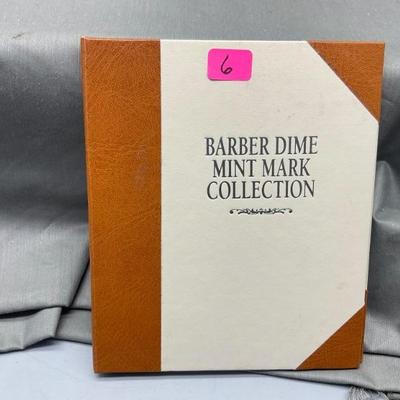 6
BARBER DIME
MINT MARK
COLLECTION